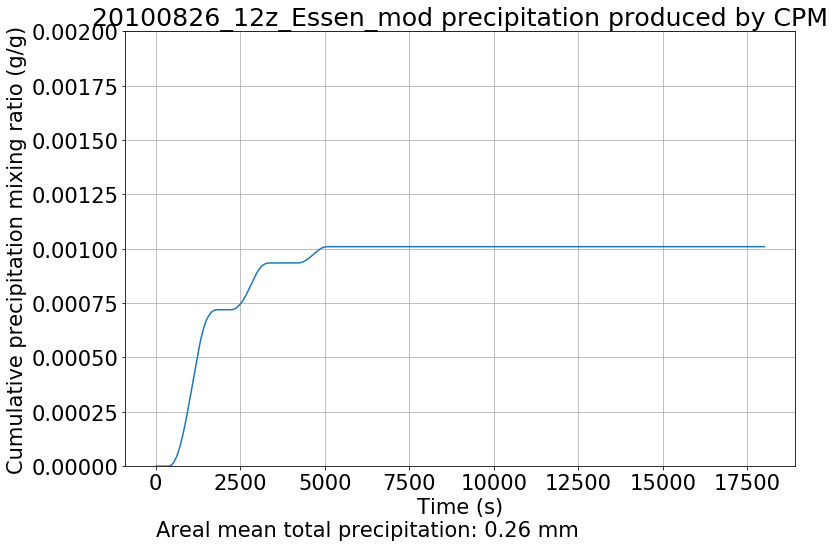 20100826_12z_Essen_mod precipitation produced by CPM
Cumulative precipitation mixing ratio (g/g)
0.00200
0.00175
0.00150
0.00125
0.00100
0.00075
0.00050
0.00025
0.00000
0 2500 5000 7500 10000 12500 15000 17500
Time (s)
Areal mean total precipitation: 0.26 mm